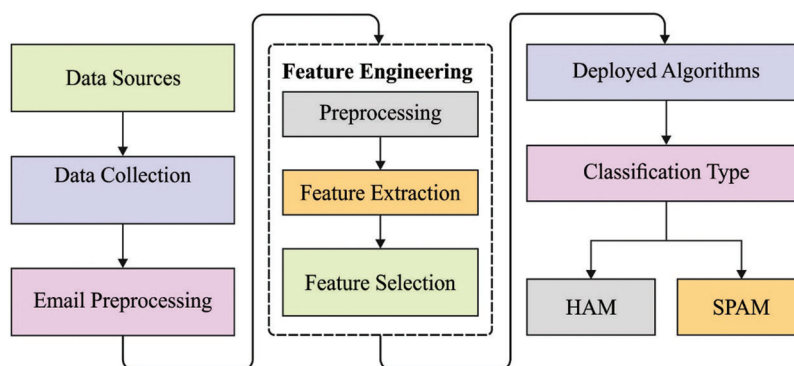 Data Sources
Data Collection
Email Preprocessing
Feature Engineering
Preprocessing
Feature Extraction
Feature Selection
Deployed Algorithms
Classification Type
HAM
SPAM